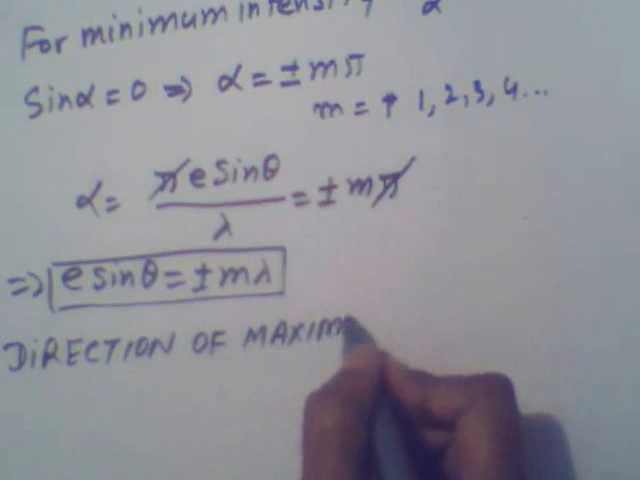 For minimum intensity α
Sinα = 0 ⇒ α = ± mπ
m = 1, 2, 3, 4...
α = πe Sinθ / λ = ± mπ
⇒ e sinθ = ± mλ
DIRECTION OF MAXIM